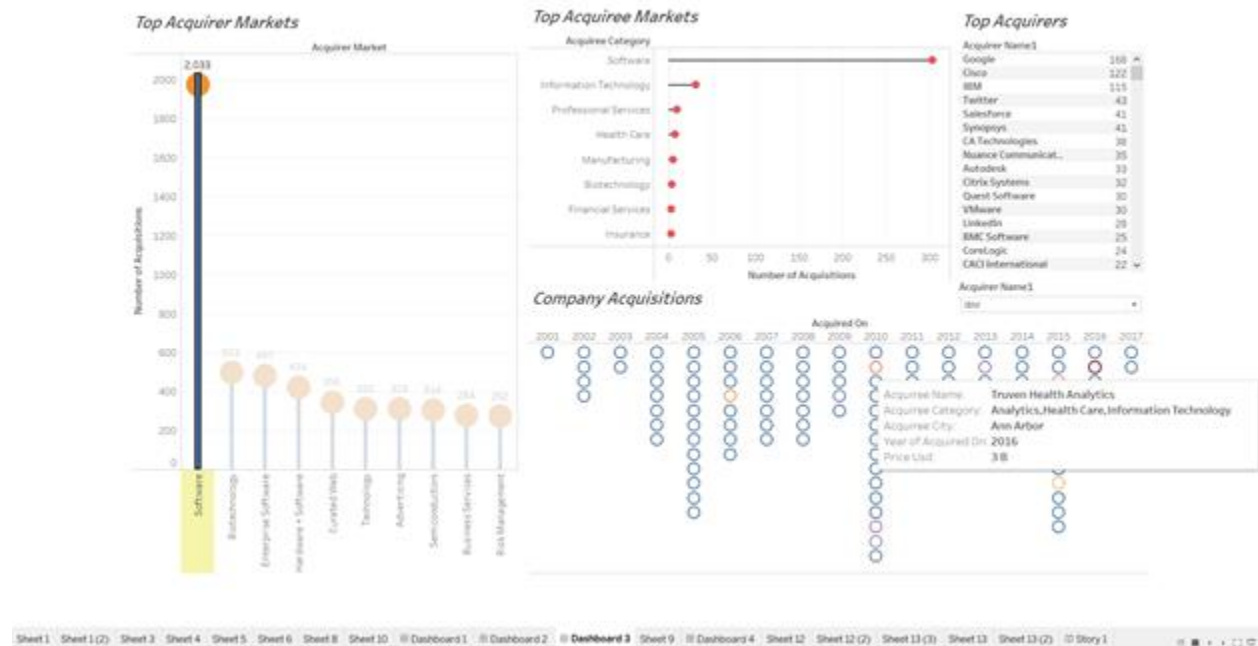 Top Acquirer Markets
Acquirer Market
2,033
2000
1800
1600
1400
1200
1000
800
600
400
200
0
Number of Acquisitions
Software
Biotechnology
Enterprise Software
Hardware + Software
Curated Web
Technology
Advertising
Semiconductors
Business Services
Risk Management
Top Acquiree Markets
Acquiree Category
Software
Information Technology
Professional Services
Health Care
Manufacturing
Biotechnology
Financial Services
Insurance
0 50 100 150 200 250 300
Number of Acquisitions
Top Acquirers
Acquirer Name1
Google 168
Cisco 122
IBM 115
Twitter 43
Salesforce 41
Synopsys 41
CA Technologies 38
Nuance Communicat.. 35
Autodesk 33
Citrix Systems 32
Quest Software 30
VMware 30
LinkedIn 28
BMC Software 25
CoreLogic 24
CACI International 22
Acquirer Name1
Company Acquisitions
Acquired On
2001 2002 2003 2004 2005 2006 2007 2008 2009 2010 2011 2012 2013 2014 2015 2016 2017
Acquiree Name: Truven Health Analytics
Acquiree Category: Analytics,Health Care,Information Technology
Acquiree City: Ann Arbor
Year of Acquired On: 2016
Price Usd: 3B
Sheet 1 Sheet 1 (2) Sheet 3 Sheet 4 Sheet 5 Sheet 6 Sheet 8 Sheet 10 Dashboard 1 Dashboard 2 Dashboard 3 Sheet 9 Dashboard 4 Sheet 12 Sheet 12 (2) Sheet 13 (3) Sheet 13 Sheet 13 (2) Story 1